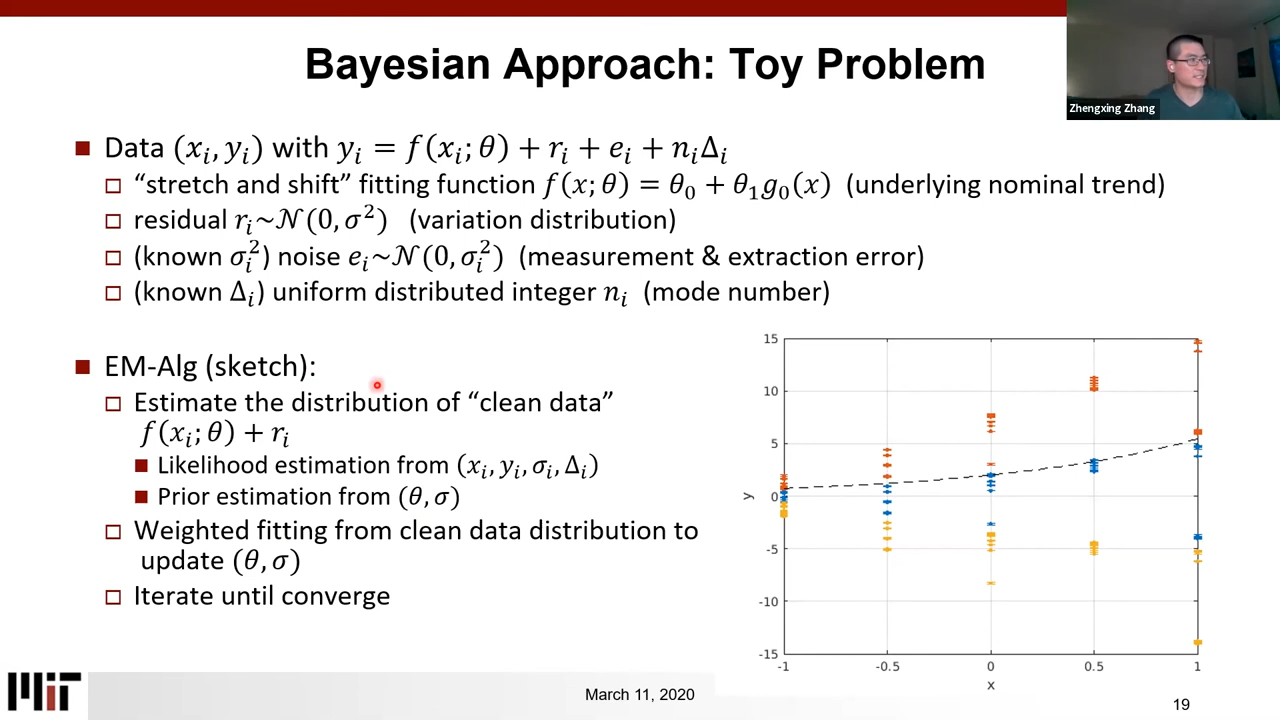 Bayesian Approach: Toy Problem
Zhengxing Zhang
Data (xᵢ, yᵢ) with yᵢ = f(xᵢ; θ) + rᵢ + eᵢ + nᵢΔᵢ
“stretch and shift” fitting function f(x; θ) = θ₀ + θ₁g₀(x) (underlying nominal trend)
residual rᵢ~𝒩(0, σ²) (variation distribution)
(known σᵢ²) noise eᵢ~𝒩(0, σᵢ²) (measurement & extraction error)
(known Δᵢ) uniform distributed integer nᵢ (mode number)
EM-Alg (sketch):
Estimate the distribution of “clean data”
f(xᵢ; θ) + rᵢ
Likelihood estimation from (xᵢ, yᵢ, σᵢ, Δᵢ)
Prior estimation from (θ, σ)
Weighted fitting from clean data distribution to
update (θ, σ)
Iterate until converge
15
10
5
0
-5
-10
-15
y
-1 -0.5 0 0.5 1
x
MIT
March 11, 2020
19